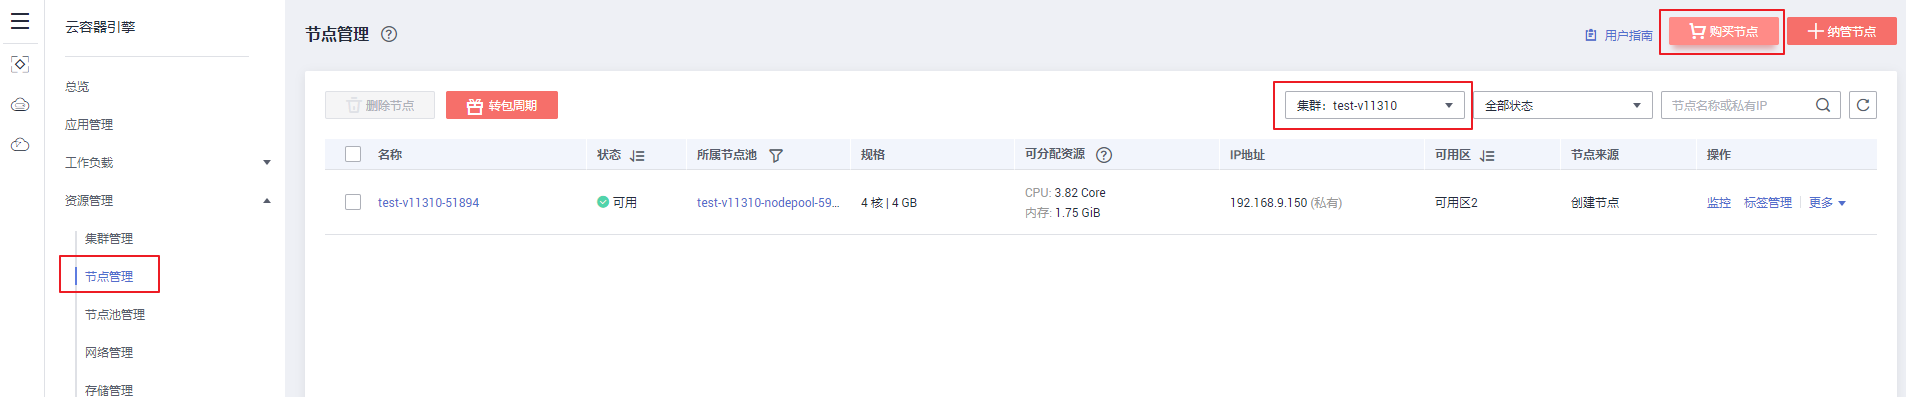 云容器引擎
总览
应用管理
工作负载
资源管理
集群管理
节点管理
节点池管理
网络管理
存储管理
节点管理
用户指南
购买节点
纳管节点
删除节点
转包周期
集群：test-v11310
全部状态
节点名称或私有IP
名称 状态 所属节点池 规格 可分配资源 IP地址 可用区 节点来源 操作
test-v11310-51894 可用 test-v11310-nodepool-59... 4 核 | 4 GB CPU: 3.82 Core
内存: 1.75 GiB
192.168.9.150 (私有) 可用区2 创建节点 监控 标签管理 更多